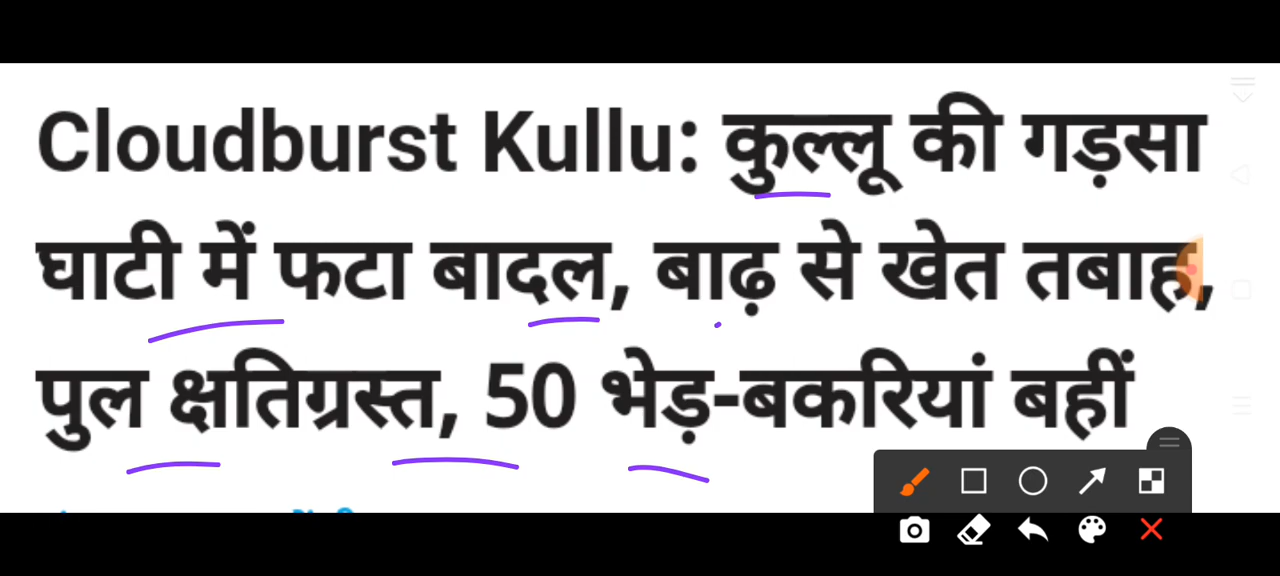 Cloudburst Kullu: कुल्लू की गड़सा
घाटी में फटा बादल, बाढ़ से खेत तबाह,
पुल क्षतिग्रस्त, 50 भेड़-बकरियां बहीं